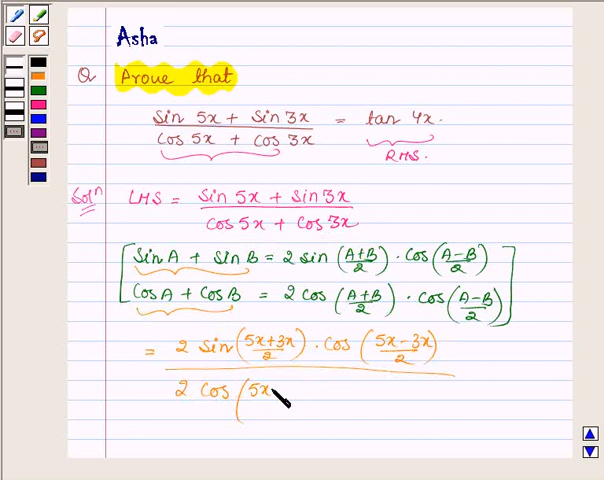 Asha
Q Prove that
sin 5x + sin 3x / cos 5x + cos 3x = tan 4x.
RHS.
Solⁿ LHS = sin 5x + sin 3x / cos 5x + cos 3x
[ sin A + sin B = 2 sin (A+B/2) · cos (A−B/2)
cos A + cos B = 2 cos (A+B/2) · cos (A−B/2) ]
= 2 sin (5x+3x/2) · cos (5x−3x/2)
2 cos (5x